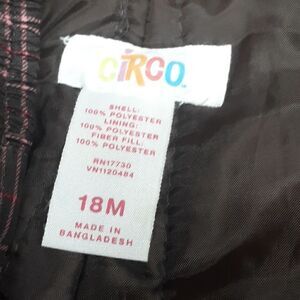 CiRCO
SHELL:
100% POLYESTER
LINING:
100% POLYESTER
FIBER FILL:
100% POLYESTER
RN17730
VN1120484
18M
MADE IN
BANGLADESH